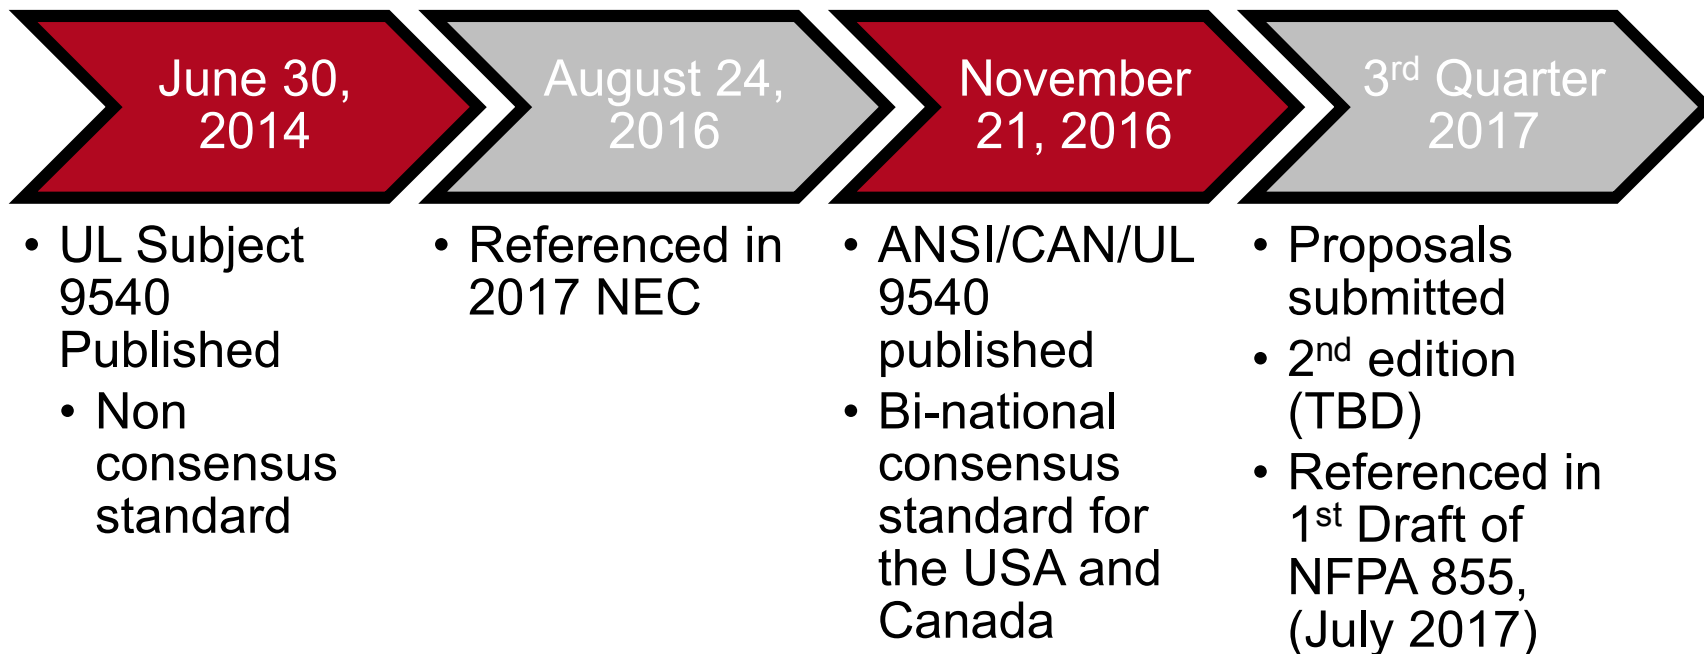 June 30,
2014
• UL Subject
9540
Published
• Non
consensus
standard
August 24,
2016
• Referenced in
2017 NEC
November
21, 2016
• ANSI/CAN/UL
9540
published
• Bi-national
consensus
standard for
the USA and
Canada
3rd Quarter
2017
• Proposals
submitted
• 2nd edition
(TBD)
• Referenced in
1st Draft of
NFPA 855,
(July 2017)